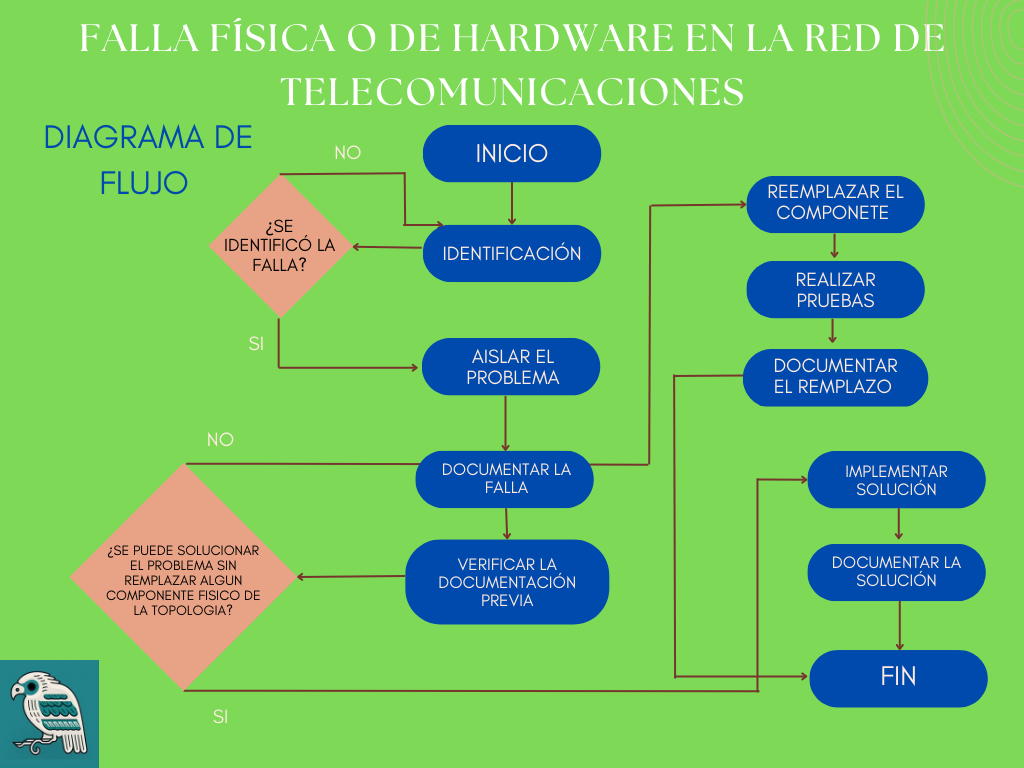 FALLA FÍSICA O DE HARDWARE EN LA RED DE
TELECOMUNICACIONES
DIAGRAMA DE
FLUJO
INICIO
NO
¿SE
IDENTIFICÓ LA
FALLA?
IDENTIFICACIÓN
SI
AISLAR EL
PROBLEMA
NO
DOCUMENTAR LA
FALLA
¿SE PUEDE SOLUCIONAR
EL PROBLEMA SIN
REMPLAZAR ALGUN
COMPONENTE FISICO DE
LA TOPOLOGIA?
VERIFICAR LA
DOCUMENTACIÓN
PREVIA
SI
REEMPLAZAR EL
COMPONETE
REALIZAR
PRUEBAS
DOCUMENTAR
EL REMPLAZO
IMPLEMENTAR
SOLUCIÓN
DOCUMENTAR LA
SOLUCIÓN
FIN